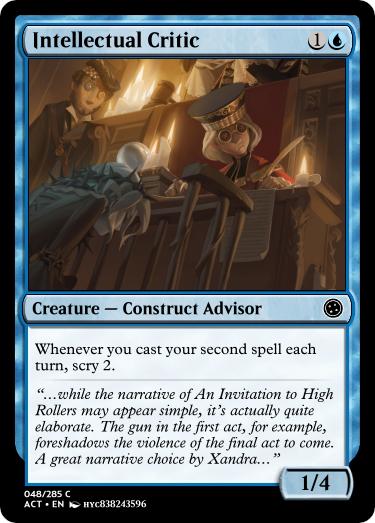 Intellectual Critic 1
Creature — Construct Advisor
Whenever you cast your second spell each
turn, scry 2.
“…while the narrative of An Invitation to High
Rollers may appear simple, it’s actually quite
elaborate. The gun in the first act, for example,
foreshadows the violence of the final act to come.
A great narrative choice by Xandra…”
1/4
048/285 C
ACT • EN HYC838243596